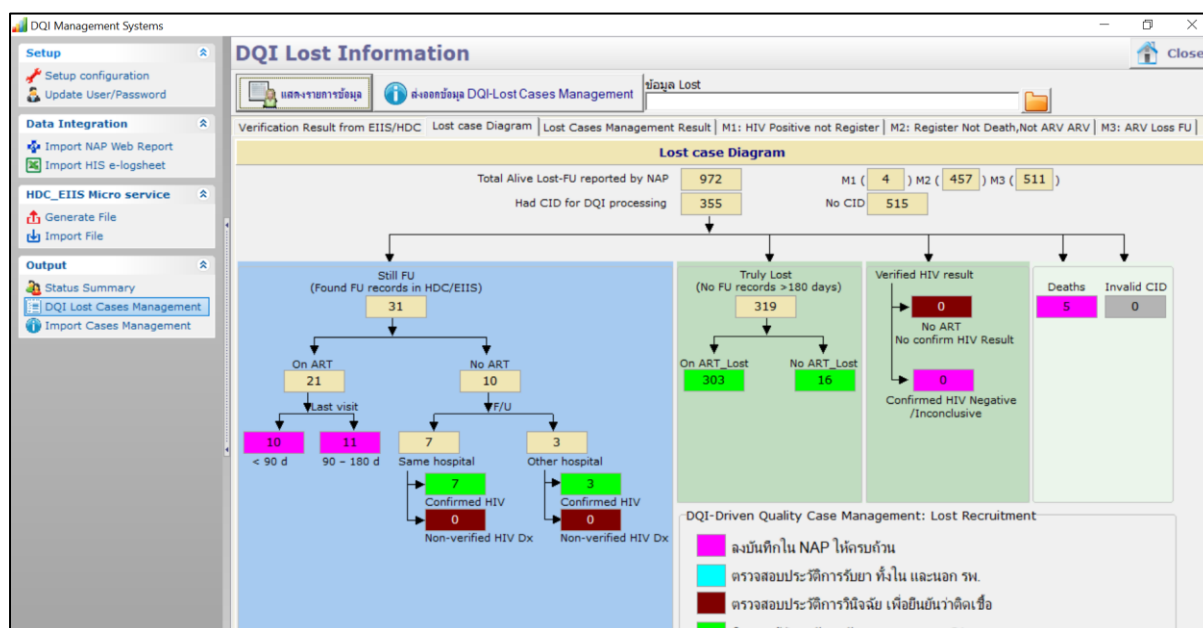 DQI Management Systems
Setup
Setup configuration
Update User/Password
Data Integration
Import NAP Web Report
Import HIS e-logsheet
HDC_EIIS Micro service
Generate File
Import File
Output
Status Summary
DQI Lost Cases Management
Import Cases Management
DQI Lost Information
Close
แสดงรายการข้อมูล
ส่งออกข้อมูล DQI-Lost Cases Management
ข้อมูล Lost
Verification Result from EIIS/HDC
Lost case Diagram
Lost Cases Management Result
M1: HIV Positive not Register
M2: Register Not Death,Not ARV ARV
M3: ARV Loss FU
Lost case Diagram
Total Alive Lost-FU reported by NAP 972 M1 ( 4 ) M2 ( 457 ) M3 ( 511 )
Had CID for DQI processing 355 No CID 515
Still FU
(Found FU records in HDC/EIIS)
31
On ART
21
No ART
10
Last visit
F/U
10
< 90 d
11
90 – 180 d
7
Same hospital
3
Other hospital
7
Confirmed HIV
0
Non-verified HIV Dx
3
Confirmed HIV
0
Non-verified HIV Dx
Truly Lost
(No FU records >180 days)
319
On ART_Lost
303
No ART_Lost
16
Verified HIV result
0
No ART
No confirm HIV Result
0
Confirmed HIV Negative
/Inconclusive
Deaths
5
Invalid CID
0
DQI-Driven Quality Case Management: Lost Recruitment
ลงบันทึกใน NAP ให้ครบถ้วน
ตรวจสอบประวัติการรับยา ทั้งใน และนอก รพ.
ตรวจสอบประวัติการวินิจฉัย เพื่อยืนยันว่าติดเชื้อ